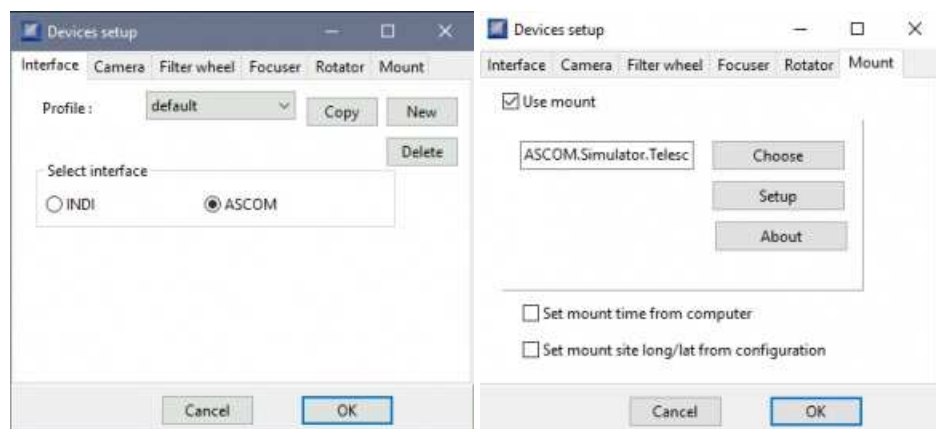 Devices setup
Interface Camera Filter wheel Focuser Rotator Mount
Profile :
default
Copy
New
Delete
Select interface
INDI
ASCOM
Cancel
OK
Devices setup
Interface Camera Filter wheel Focuser Rotator Mount
Use mount
ASCOM.Simulator.Telesc
Choose
Setup
About
Set mount time from computer
Set mount site long/lat from configuration
Cancel
OK